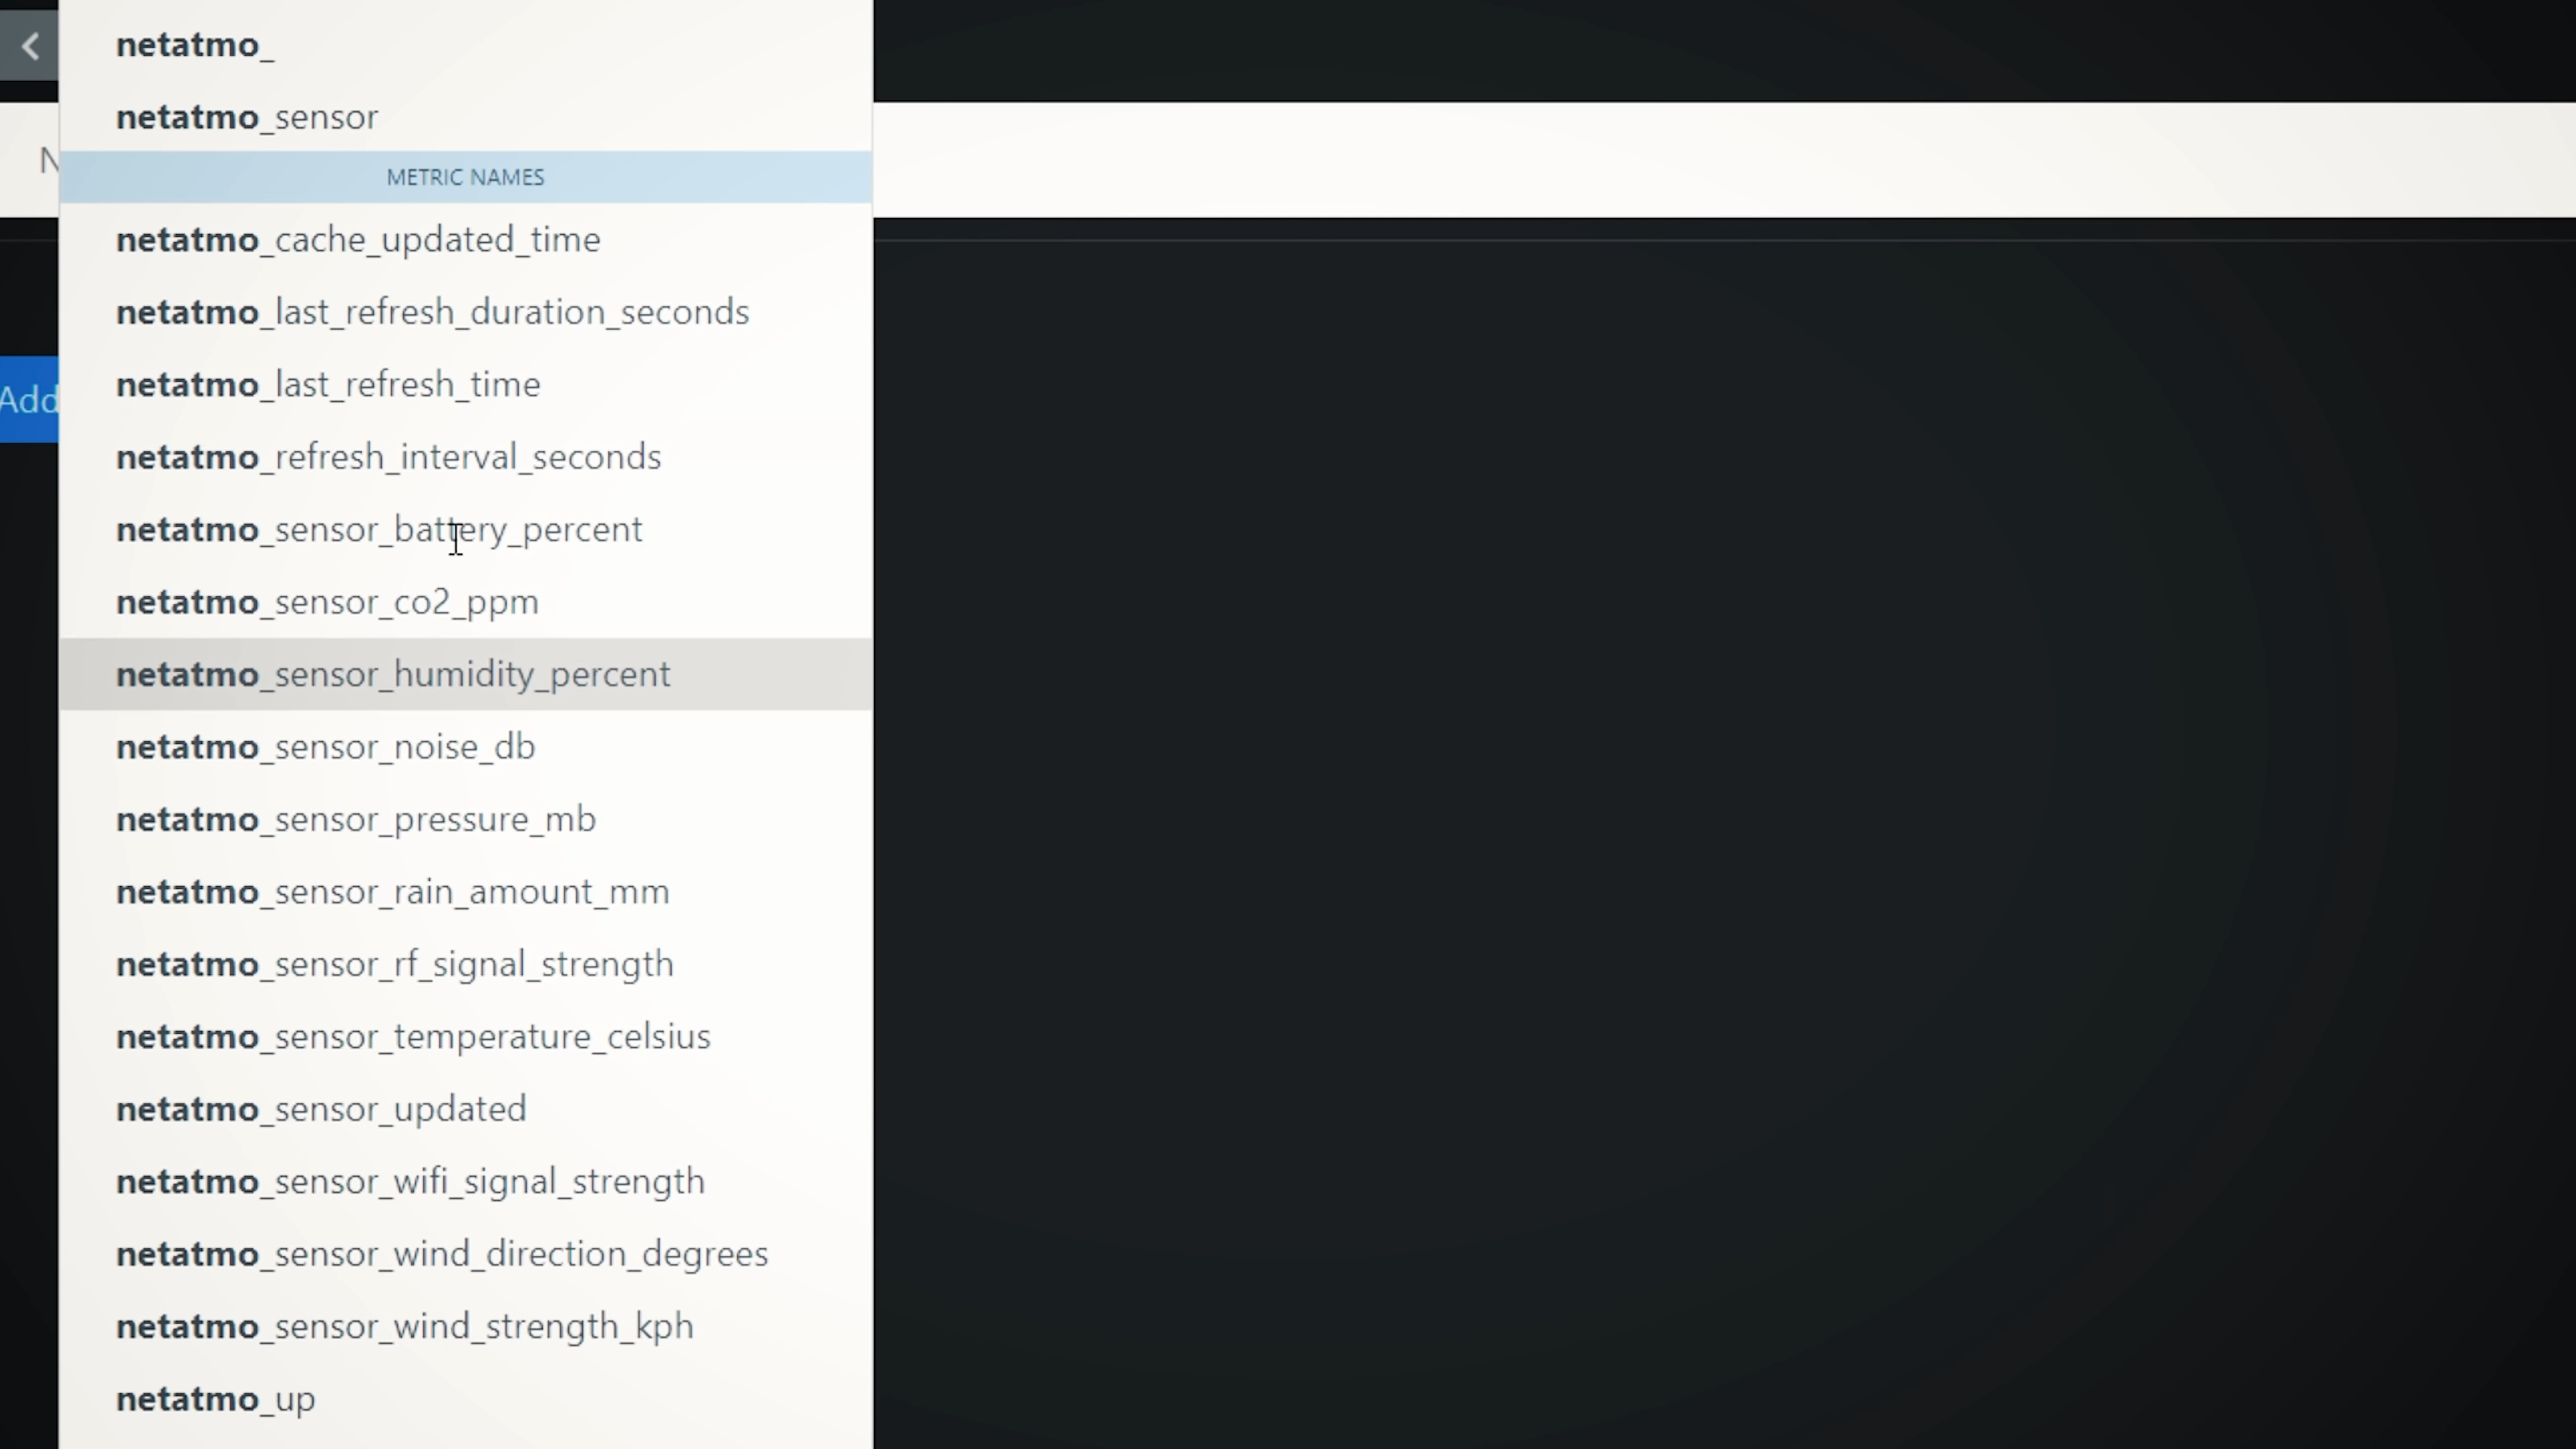 netatmo_
netatmo_sensor
N
METRIC NAMES
netatmo_cache_updated_time
netatmo_last_refresh_duration_seconds
netatmo_last_refresh_time
Add
netatmo_refresh_interval_seconds
netatmo_sensor_battery_percent
netatmo_sensor_co2_ppm
netatmo_sensor_humidity_percent
netatmo_sensor_noise_db
netatmo_sensor_pressure_mb
netatmo_sensor_rain_amount_mm
netatmo_sensor_rf_signal_strength
netatmo_sensor_temperature_celsius
netatmo_sensor_updated
netatmo_sensor_wifi_signal_strength
netatmo_sensor_wind_direction_degrees
netatmo_sensor_wind_strength_kph
netatmo_up